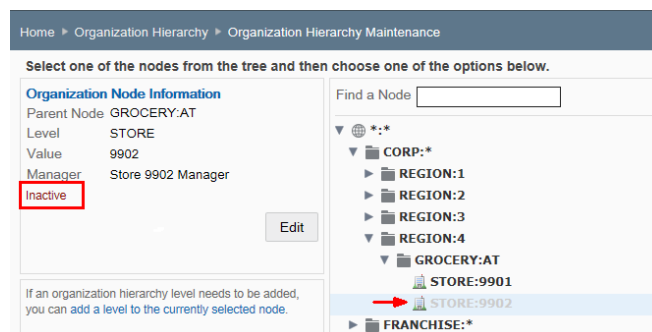 Home ▶ Organization Hierarchy ▶ Organization Hierarchy Maintenance
Select one of the nodes from the tree and then choose one of the options below.
Organization Node Information
Parent Node GROCERY:AT
Level STORE
Value 9902
Manager Store 9902 Manager
Inactive
Edit
If an organization hierarchy level needs to be added,
you can add a level to the currently selected node.
Find a Node
*:*
CORP:*
REGION:1
REGION:2
REGION:3
REGION:4
GROCERY:AT
STORE:9901
STORE:9902
FRANCHISE:*